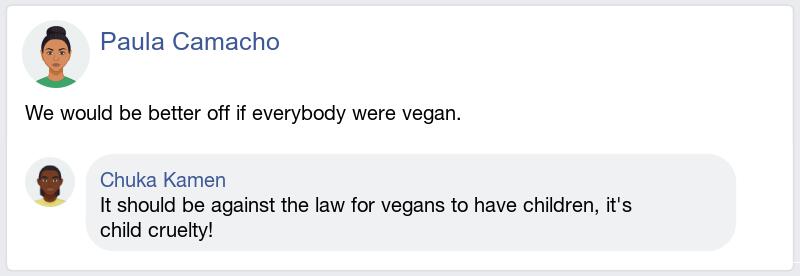 Paula Camacho
We would be better off if everybody were vegan.
Chuka Kamen
It should be against the law for vegans to have children, it's
child cruelty!